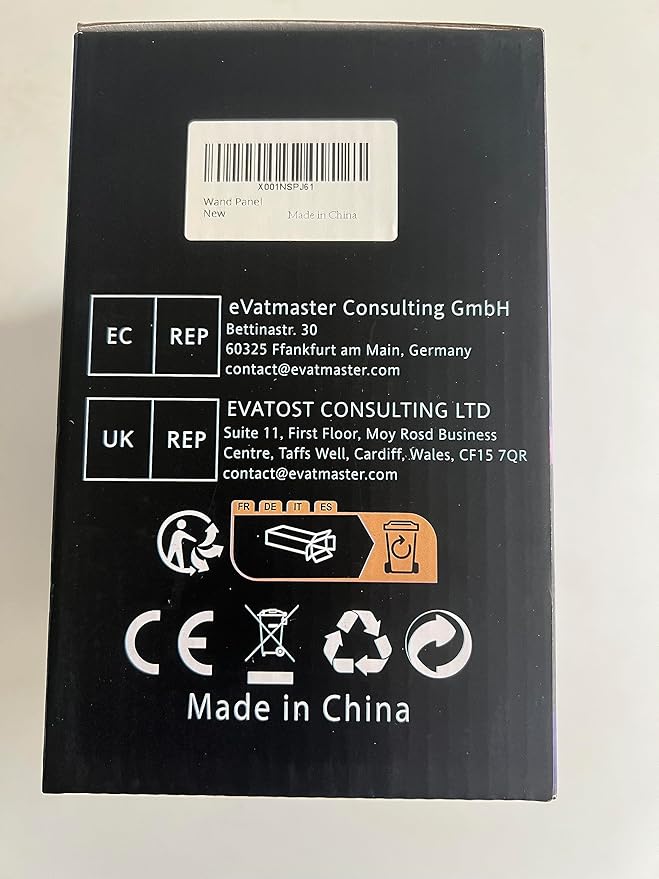 X001NSPJ61
Wand Panel
New
Made in China
EC REP
eVatmaster Consulting GmbH
Bettinastr. 30
60325 Ffankfurt am Main, Germany
contact@evatmaster.com
UK REP
EVATOST CONSULTING LTD
Suite 11, First Floor, Moy Rosd Business
Centre, Taffs Well, Cardiff, Wales, CF15 7QR
contact@evatmaster.com
FR DE IT ES
CE
Made in China